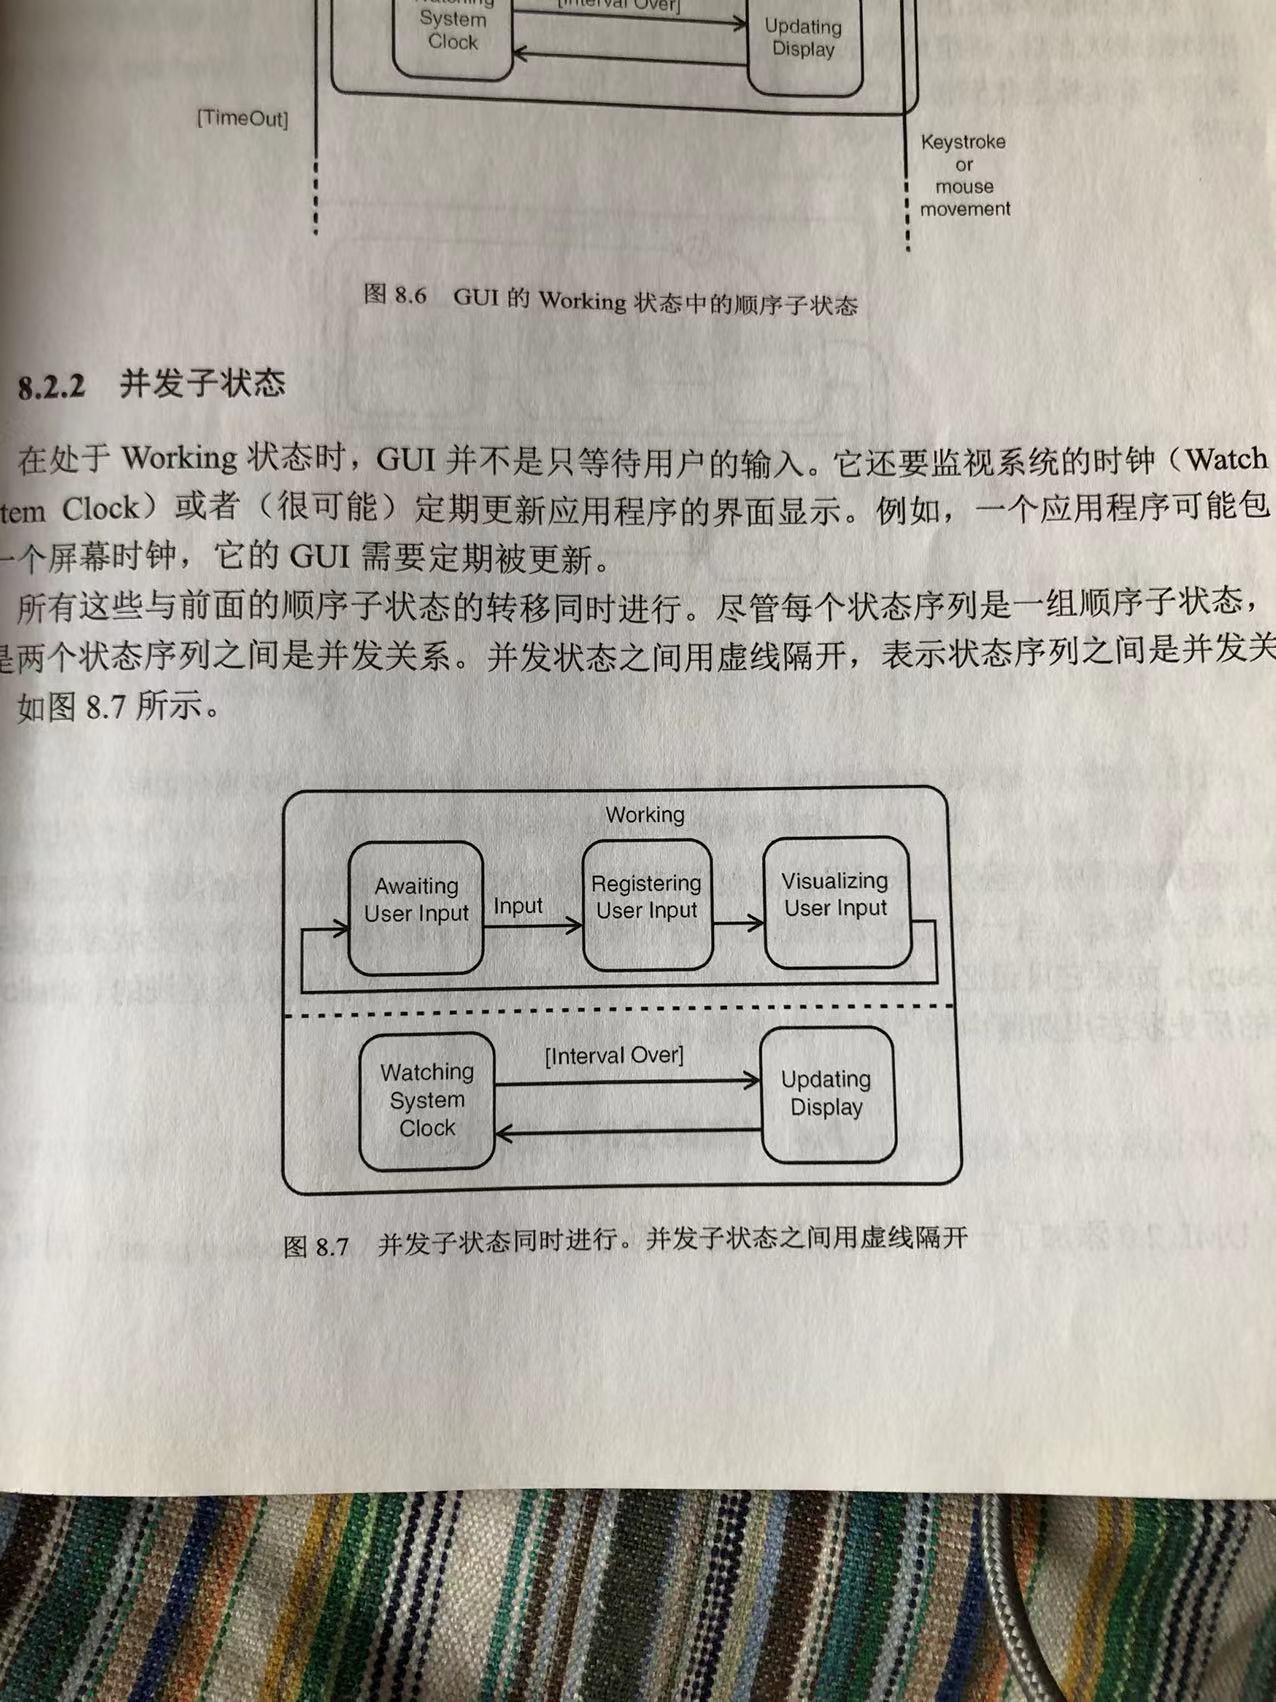 [Interval Over]
System
Clock
Updating
Display
[TimeOut]
Keystroke
or
mouse
movement
图 8.6 GUI 的 Working 状态中的顺序子状态
8.2.2 并发子状态
在处于 Working 状态时，GUI 并不是只等待用户的输入。它还要监视系统的时钟（Watch
tem Clock）或者（很可能）定期更新应用程序的界面显示。例如，一个应用程序可能包
一个屏幕时钟，它的 GUI 需要定期被更新。
所有这些与前面的顺序子状态的转移同时进行。尽管每个状态序列是一组顺序子状态，
是两个状态序列之间是并发关系。并发状态之间用虚线隔开，表示状态序列之间是并发关
如图 8.7 所示。
Working
Awaiting
User Input
Input
Registering
User Input
Visualizing
User Input
Watching
System
Clock
[Interval Over]
Updating
Display
图 8.7 并发子状态同时进行。并发子状态之间用虚线隔开